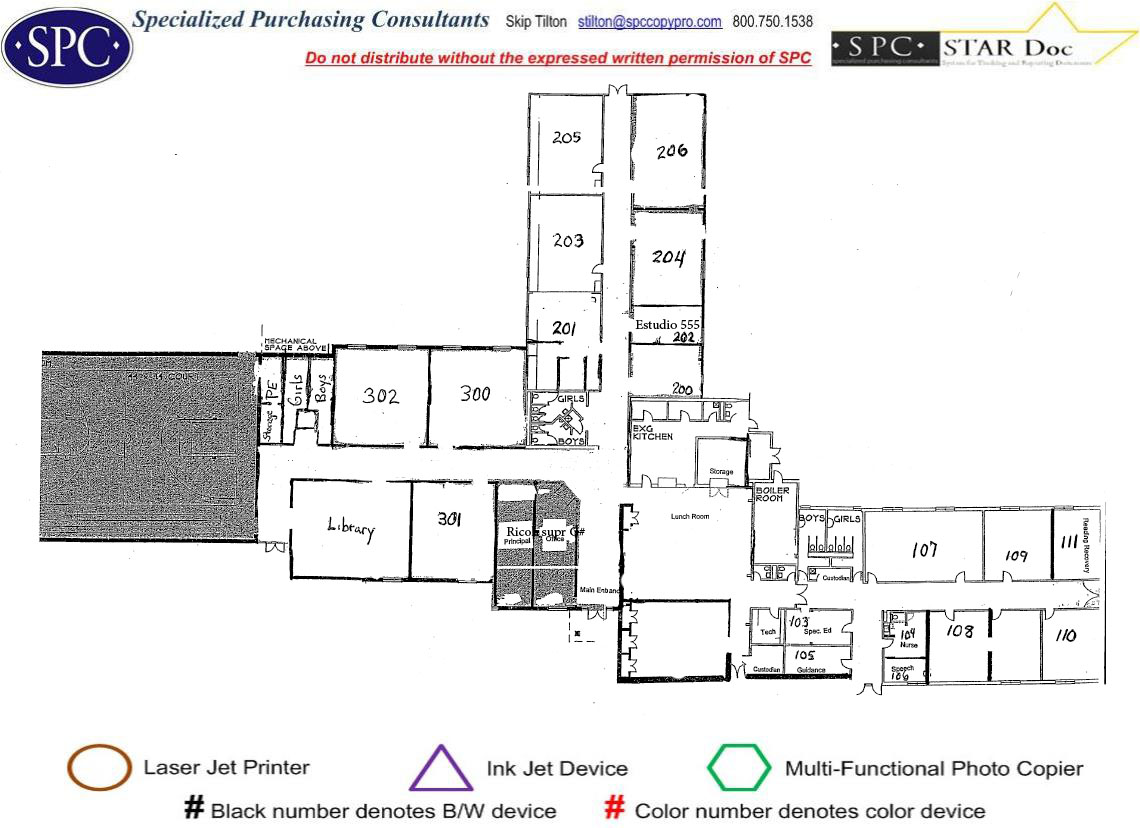 Specialized Purchasing Consultants Skip Tilton stilton@spccopypro.com 800.750.1538
·SPC·
Do not distribute without the expressed written permission of SPC
·SPC· STAR Doc
specialized purchasing consultants System for Tracking and Reporting Documents
205
206
203
204
201
Estudio 555
202
200
MECHANICAL
SPACE ABOVE
Storage PE
Girls
Boys
302
300
GIRLS
BOYS
EXG
KITCHEN
Storage
BOILER
ROOM
Lunch Room
Library
301
Principal
Office
Main Entranc
BOYS
GIRLS
107
109
111
Reading Recovery
Custodian
Tech
103
Spec. Ed
104
Nurse
108
110
Custodian
105
Guidance
Speech
106
Laser Jet Printer
Ink Jet Device
Multi-Functional Photo Copier
# Black number denotes B/W device
# Color number denotes color device